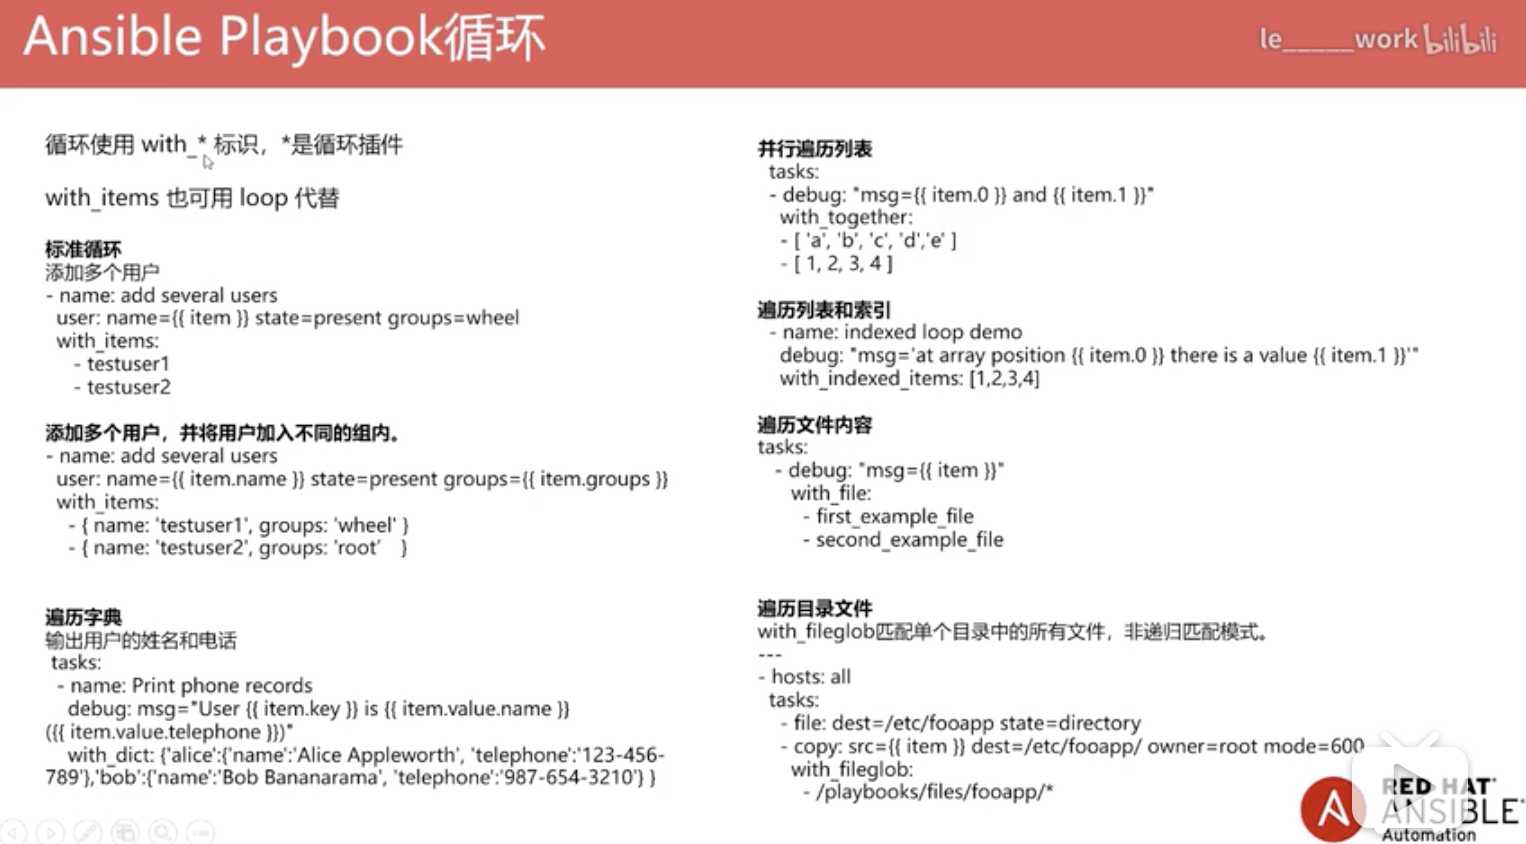 Ansible Playbook循环
le_____work bilibili
循环使用 with_* 标识，*是循环插件
with_items 也可用 loop 代替
标准循环
添加多个用户
- name: add several users
user: name={{ item }} state=present groups=wheel
with_items:
- testuser1
- testuser2
添加多个用户，并将用户加入不同的组内。
- name: add several users
user: name={{ item.name }} state=present groups={{ item.groups }}
with_items:
- { name: 'testuser1', groups: 'wheel' }
- { name: 'testuser2', groups: 'root' }
遍历字典
输出用户的姓名和电话
tasks:
- name: Print phone records
debug: msg="User {{ item.key }} is {{ item.value.name }}
({{ item.value.telephone }})"
with_dict: {'alice':{'name':'Alice Appleworth', 'telephone':'123-456-
789'},'bob':{'name':'Bob Bananarama', 'telephone':'987-654-3210'} }
并行遍历列表
tasks:
- debug: "msg={{ item.0 }} and {{ item.1 }}"
with_together:
- [ 'a', 'b', 'c', 'd','e' ]
- [ 1, 2, 3, 4 ]
遍历列表和索引
- name: indexed loop demo
debug: "msg='at array position {{ item.0 }} there is a value {{ item.1 }}'"
with_indexed_items: [1,2,3,4]
遍历文件内容
tasks:
- debug: "msg={{ item }}"
with_file:
- first_example_file
- second_example_file
遍历目录文件
with_fileglob匹配单个目录中的所有文件，非递归匹配模式。
---
- hosts: all
tasks:
- file: dest=/etc/fooapp state=directory
- copy: src={{ item }} dest=/etc/fooapp/ owner=root mode=600
with_fileglob:
- /playbooks/files/fooapp/*
RED HAT
ANSIBLE
Automation